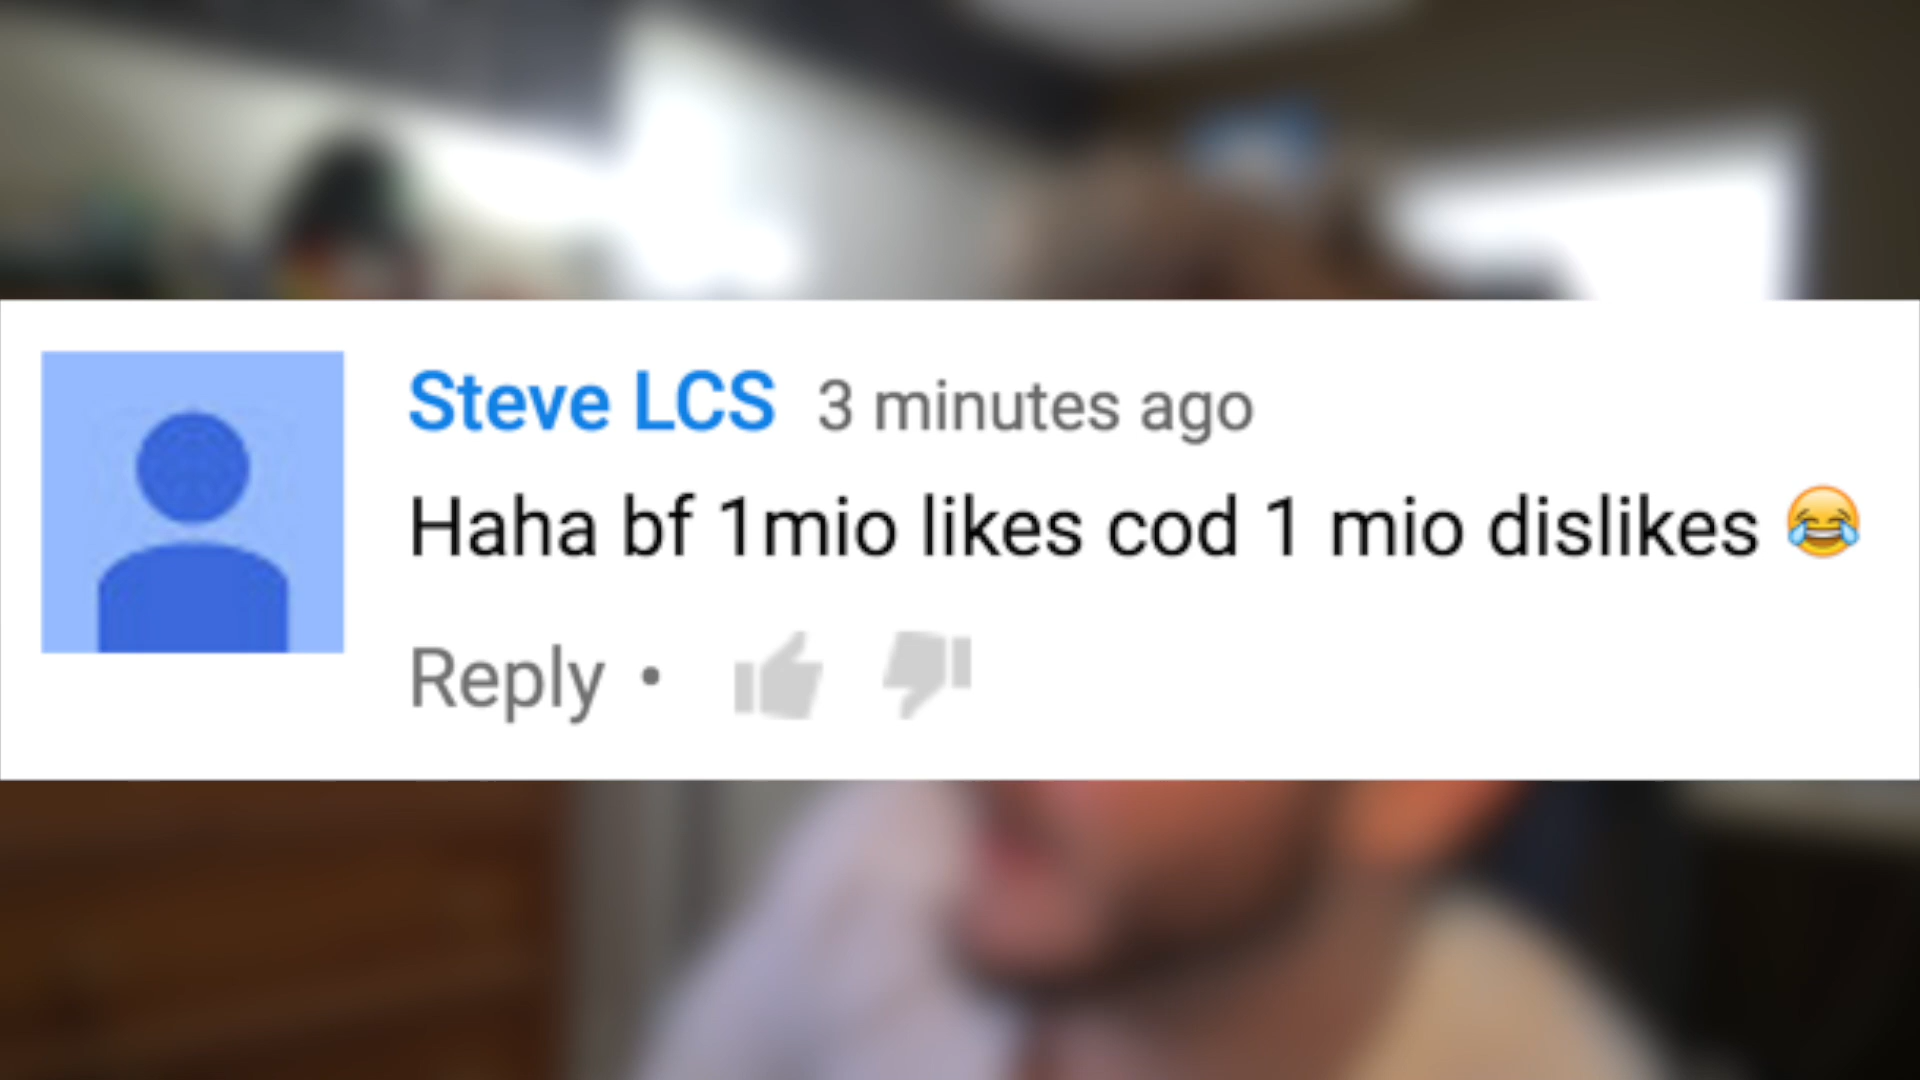 Steve LCS 3 minutes ago
Haha bf 1mio likes cod 1 mio dislikes 😂
Reply •